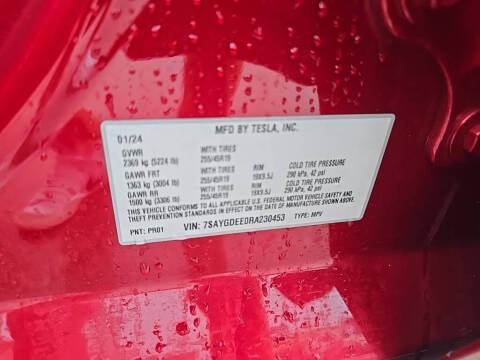 MFD BY TESLA, INC.
01/24
GVWR WITH TIRES
2369 kg (5224 lb) 255/45R19
GAWR FRT WITH TIRES RIM COLD TIRE PRESSURE
1363 kg (3004 lb) 255/45R19 19X9.5J 290 kPa, 42 psi
GAWR RR WITH TIRES RIM COLD TIRE PRESSURE
1500 kg (3306 lb) 255/45R19 19X9.5J 290 kPa, 42 psi
THIS VEHICLE CONFORMS TO ALL APPLICABLE U.S. FEDERAL MOTOR VEHICLE SAFETY AND
THEFT PREVENTION STANDARDS IN EFFECT ON THE DATE OF MANUFACTURE SHOWN ABOVE.
PNT: PR01 VIN: 7SAYGDEE0RA230453 TYPE: MPV